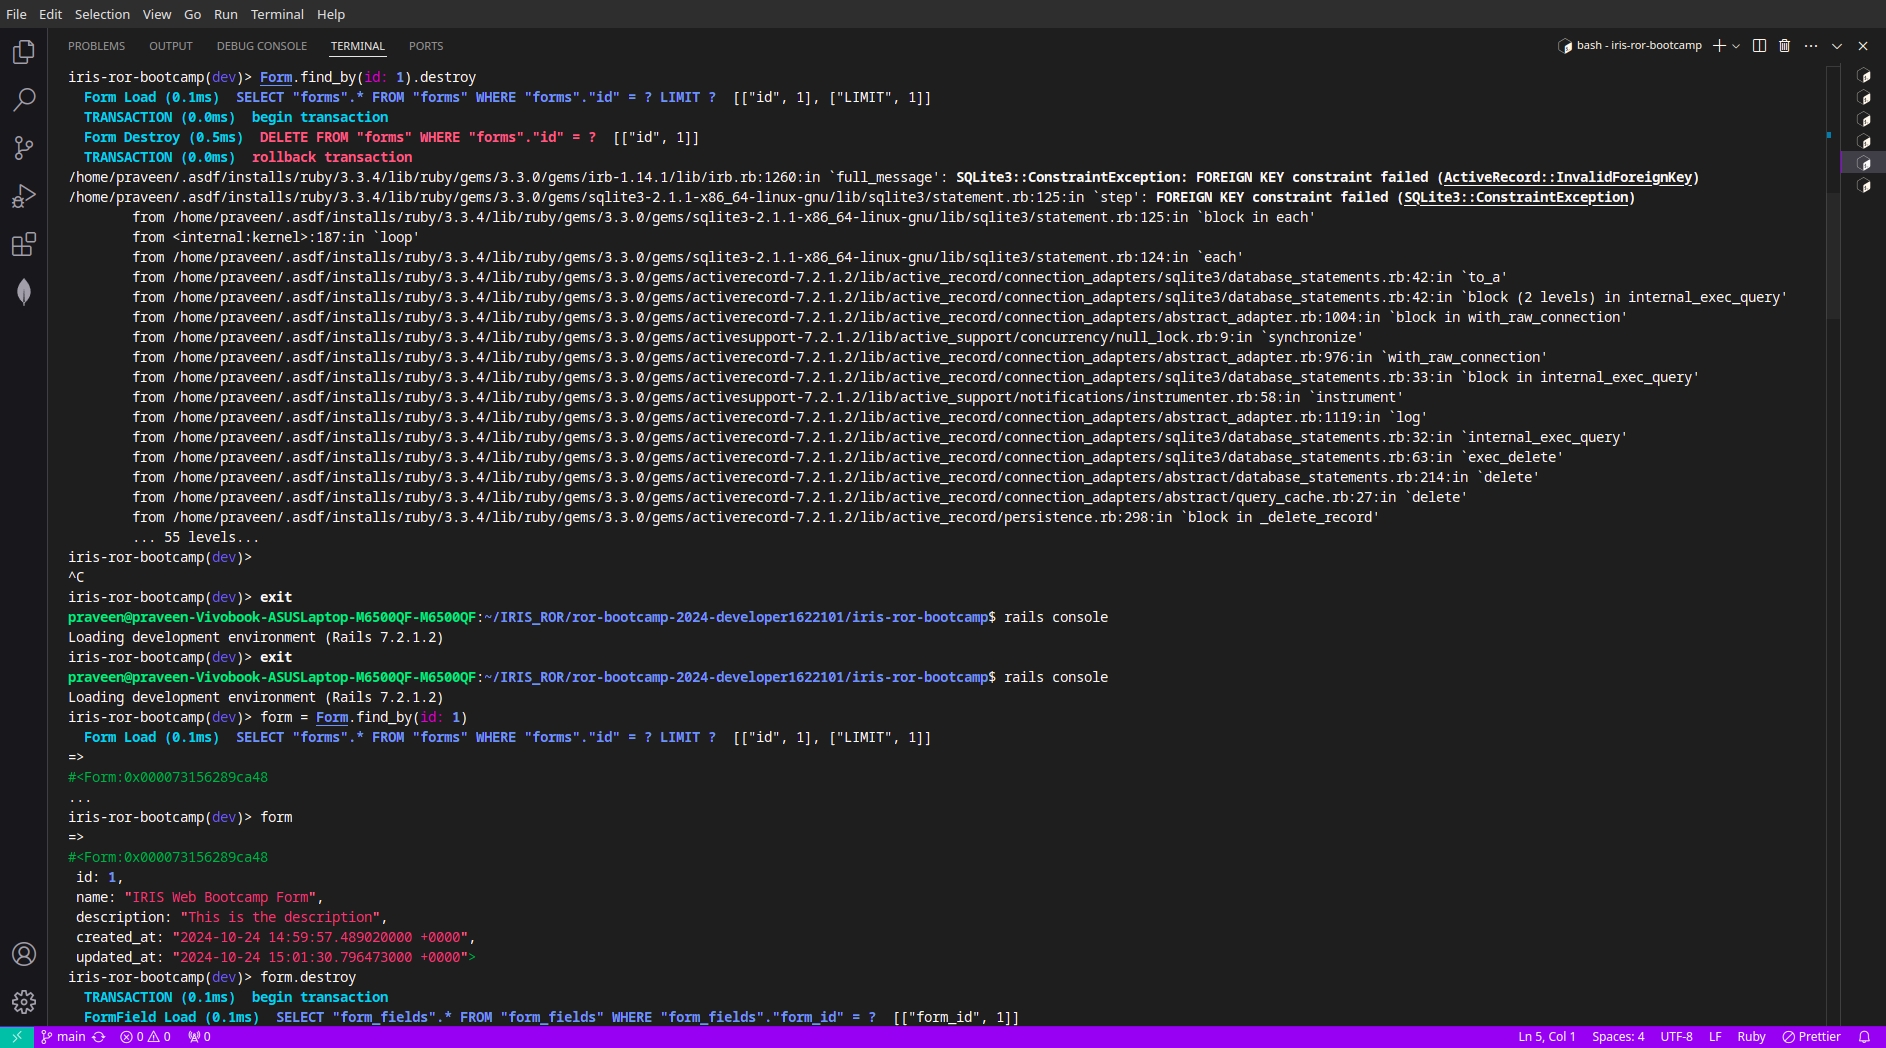 File Edit Selection View Go Run Terminal Help
PROBLEMS OUTPUT DEBUG CONSOLE TERMINAL PORTS
bash - iris-ror-bootcamp
iris-ror-bootcamp(dev)> Form.find_by(id: 1).destroy
Form Load (0.1ms) SELECT "forms".* FROM "forms" WHERE "forms"."id" = ? LIMIT ? [["id", 1], ["LIMIT", 1]]
TRANSACTION (0.0ms) begin transaction
Form Destroy (0.5ms) DELETE FROM "forms" WHERE "forms"."id" = ? [["id", 1]]
TRANSACTION (0.0ms) rollback transaction
/home/praveen/.asdf/installs/ruby/3.3.4/lib/ruby/gems/3.3.0/gems/irb-1.14.1/lib/irb.rb:1260:in `full_message': SQLite3::ConstraintException: FOREIGN KEY constraint failed (ActiveRecord::InvalidForeignKey)
/home/praveen/.asdf/installs/ruby/3.3.4/lib/ruby/gems/3.3.0/gems/sqlite3-2.1.1-x86_64-linux-gnu/lib/sqlite3/statement.rb:125:in `step': FOREIGN KEY constraint failed (SQLite3::ConstraintException)
from /home/praveen/.asdf/installs/ruby/3.3.4/lib/ruby/gems/3.3.0/gems/sqlite3-2.1.1-x86_64-linux-gnu/lib/sqlite3/statement.rb:125:in `block in each'
from <internal:kernel>:187:in `loop'
from /home/praveen/.asdf/installs/ruby/3.3.4/lib/ruby/gems/3.3.0/gems/sqlite3-2.1.1-x86_64-linux-gnu/lib/sqlite3/statement.rb:124:in `each'
from /home/praveen/.asdf/installs/ruby/3.3.4/lib/ruby/gems/3.3.0/gems/activerecord-7.2.1.2/lib/active_record/connection_adapters/sqlite3/database_statements.rb:42:in `to_a'
from /home/praveen/.asdf/installs/ruby/3.3.4/lib/ruby/gems/3.3.0/gems/activerecord-7.2.1.2/lib/active_record/connection_adapters/sqlite3/database_statements.rb:42:in `block (2 levels) in internal_exec_query'
from /home/praveen/.asdf/installs/ruby/3.3.4/lib/ruby/gems/3.3.0/gems/activerecord-7.2.1.2/lib/active_record/connection_adapters/abstract_adapter.rb:1004:in `block in with_raw_connection'
from /home/praveen/.asdf/installs/ruby/3.3.4/lib/ruby/gems/3.3.0/gems/activesupport-7.2.1.2/lib/active_support/concurrency/null_lock.rb:9:in `synchronize'
from /home/praveen/.asdf/installs/ruby/3.3.4/lib/ruby/gems/3.3.0/gems/activerecord-7.2.1.2/lib/active_record/connection_adapters/abstract_adapter.rb:976:in `with_raw_connection'
from /home/praveen/.asdf/installs/ruby/3.3.4/lib/ruby/gems/3.3.0/gems/activerecord-7.2.1.2/lib/active_record/connection_adapters/sqlite3/database_statements.rb:33:in `block in internal_exec_query'
from /home/praveen/.asdf/installs/ruby/3.3.4/lib/ruby/gems/3.3.0/gems/activesupport-7.2.1.2/lib/active_support/notifications/instrumenter.rb:58:in `instrument'
from /home/praveen/.asdf/installs/ruby/3.3.4/lib/ruby/gems/3.3.0/gems/activerecord-7.2.1.2/lib/active_record/connection_adapters/abstract_adapter.rb:1119:in `log'
from /home/praveen/.asdf/installs/ruby/3.3.4/lib/ruby/gems/3.3.0/gems/activerecord-7.2.1.2/lib/active_record/connection_adapters/sqlite3/database_statements.rb:32:in `internal_exec_query'
from /home/praveen/.asdf/installs/ruby/3.3.4/lib/ruby/gems/3.3.0/gems/activerecord-7.2.1.2/lib/active_record/connection_adapters/sqlite3/database_statements.rb:63:in `exec_delete'
from /home/praveen/.asdf/installs/ruby/3.3.4/lib/ruby/gems/3.3.0/gems/activerecord-7.2.1.2/lib/active_record/connection_adapters/abstract/database_statements.rb:214:in `delete'
from /home/praveen/.asdf/installs/ruby/3.3.4/lib/ruby/gems/3.3.0/gems/activerecord-7.2.1.2/lib/active_record/connection_adapters/abstract/query_cache.rb:27:in `delete'
from /home/praveen/.asdf/installs/ruby/3.3.4/lib/ruby/gems/3.3.0/gems/activerecord-7.2.1.2/lib/active_record/persistence.rb:298:in `block in _delete_record'
... 55 levels...
iris-ror-bootcamp(dev)>
^C
iris-ror-bootcamp(dev)> exit
praveen@praveen-Vivobook-ASUSLaptop-M6500QF-M6500QF:~/IRIS_ROR/ror-bootcamp-2024-developer1622101/iris-ror-bootcamp$ rails console
Loading development environment (Rails 7.2.1.2)
iris-ror-bootcamp(dev)> exit
praveen@praveen-Vivobook-ASUSLaptop-M6500QF-M6500QF:~/IRIS_ROR/ror-bootcamp-2024-developer1622101/iris-ror-bootcamp$ rails console
Loading development environment (Rails 7.2.1.2)
iris-ror-bootcamp(dev)> form = Form.find_by(id: 1)
Form Load (0.1ms) SELECT "forms".* FROM "forms" WHERE "forms"."id" = ? LIMIT ? [["id", 1], ["LIMIT", 1]]
=>
#<Form:0x000073156289ca48
...
iris-ror-bootcamp(dev)> form
=>
#<Form:0x000073156289ca48
id: 1,
name: "IRIS Web Bootcamp Form",
description: "This is the description",
created_at: "2024-10-24 14:59:57.489020000 +0000",
updated_at: "2024-10-24 15:01:30.796473000 +0000">
iris-ror-bootcamp(dev)> form.destroy
TRANSACTION (0.1ms) begin transaction
FormField Load (0.1ms) SELECT "form_fields".* FROM "form_fields" WHERE "form_fields"."form_id" = ? [["form_id", 1]]
main 0 0 0 Ln 5, Col 1 Spaces: 4 UTF-8 LF Ruby Prettier